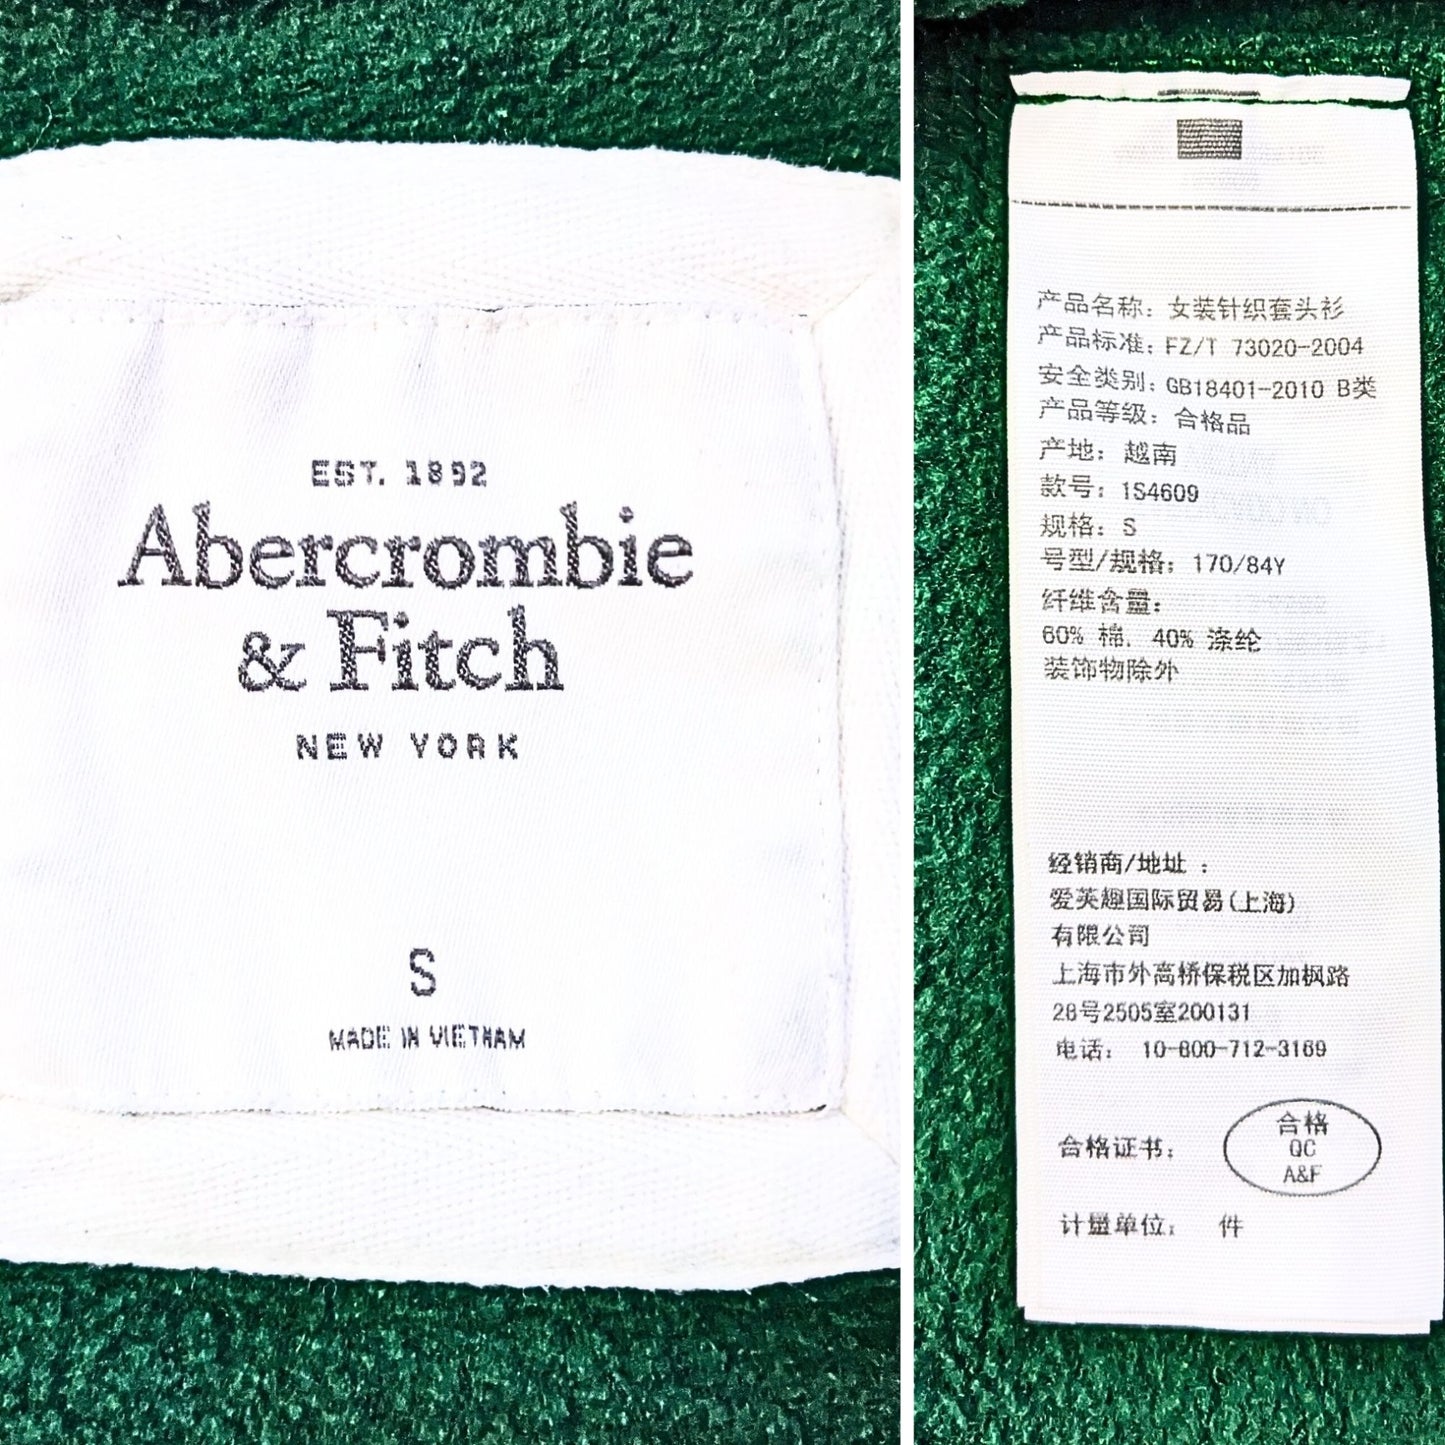 EST. 1892
Abercrombie
& Fitch
NEW YORK
S
MADE IN VIETNAM
产品名称: 女装针织套头衫
产品标准: FZ/T 73020-2004
安全类别: GB18401-2010 B类
产品等级: 合格品
产地: 越南
款号: 1S4609
规格: S
号型/规格: 170/84Y
纤维含量:
60% 棉, 40% 涤纶
装饰物除外
经销商/地址 :
爱芙趣国际贸易(上海)
有限公司
上海市外高桥保税区加枫路
28号2505室200131
电话: 10-800-712-3169
合格证书:
合格
QC
A&F
计量单位: 件